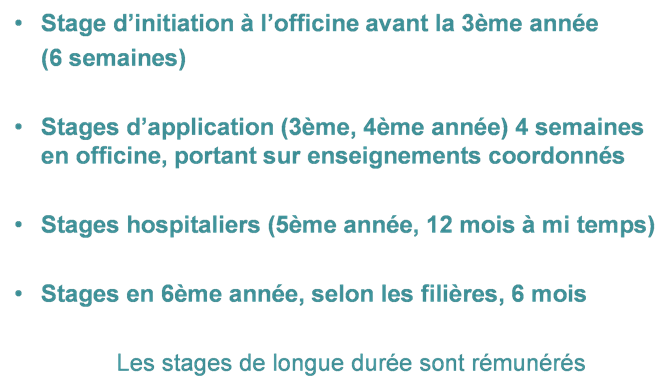 • Stage d'initiation à l'officine avant la 3ème année
(6 semaines)
• Stages d'application (3ème, 4ème année) 4 semaines
en officine, portant sur enseignements coordonnés
• Stages hospitaliers (5ème année, 12 mois à mi temps)
• Stages en 6ème année, selon les filières, 6 mois
Les stages de longue durée sont rémunérés